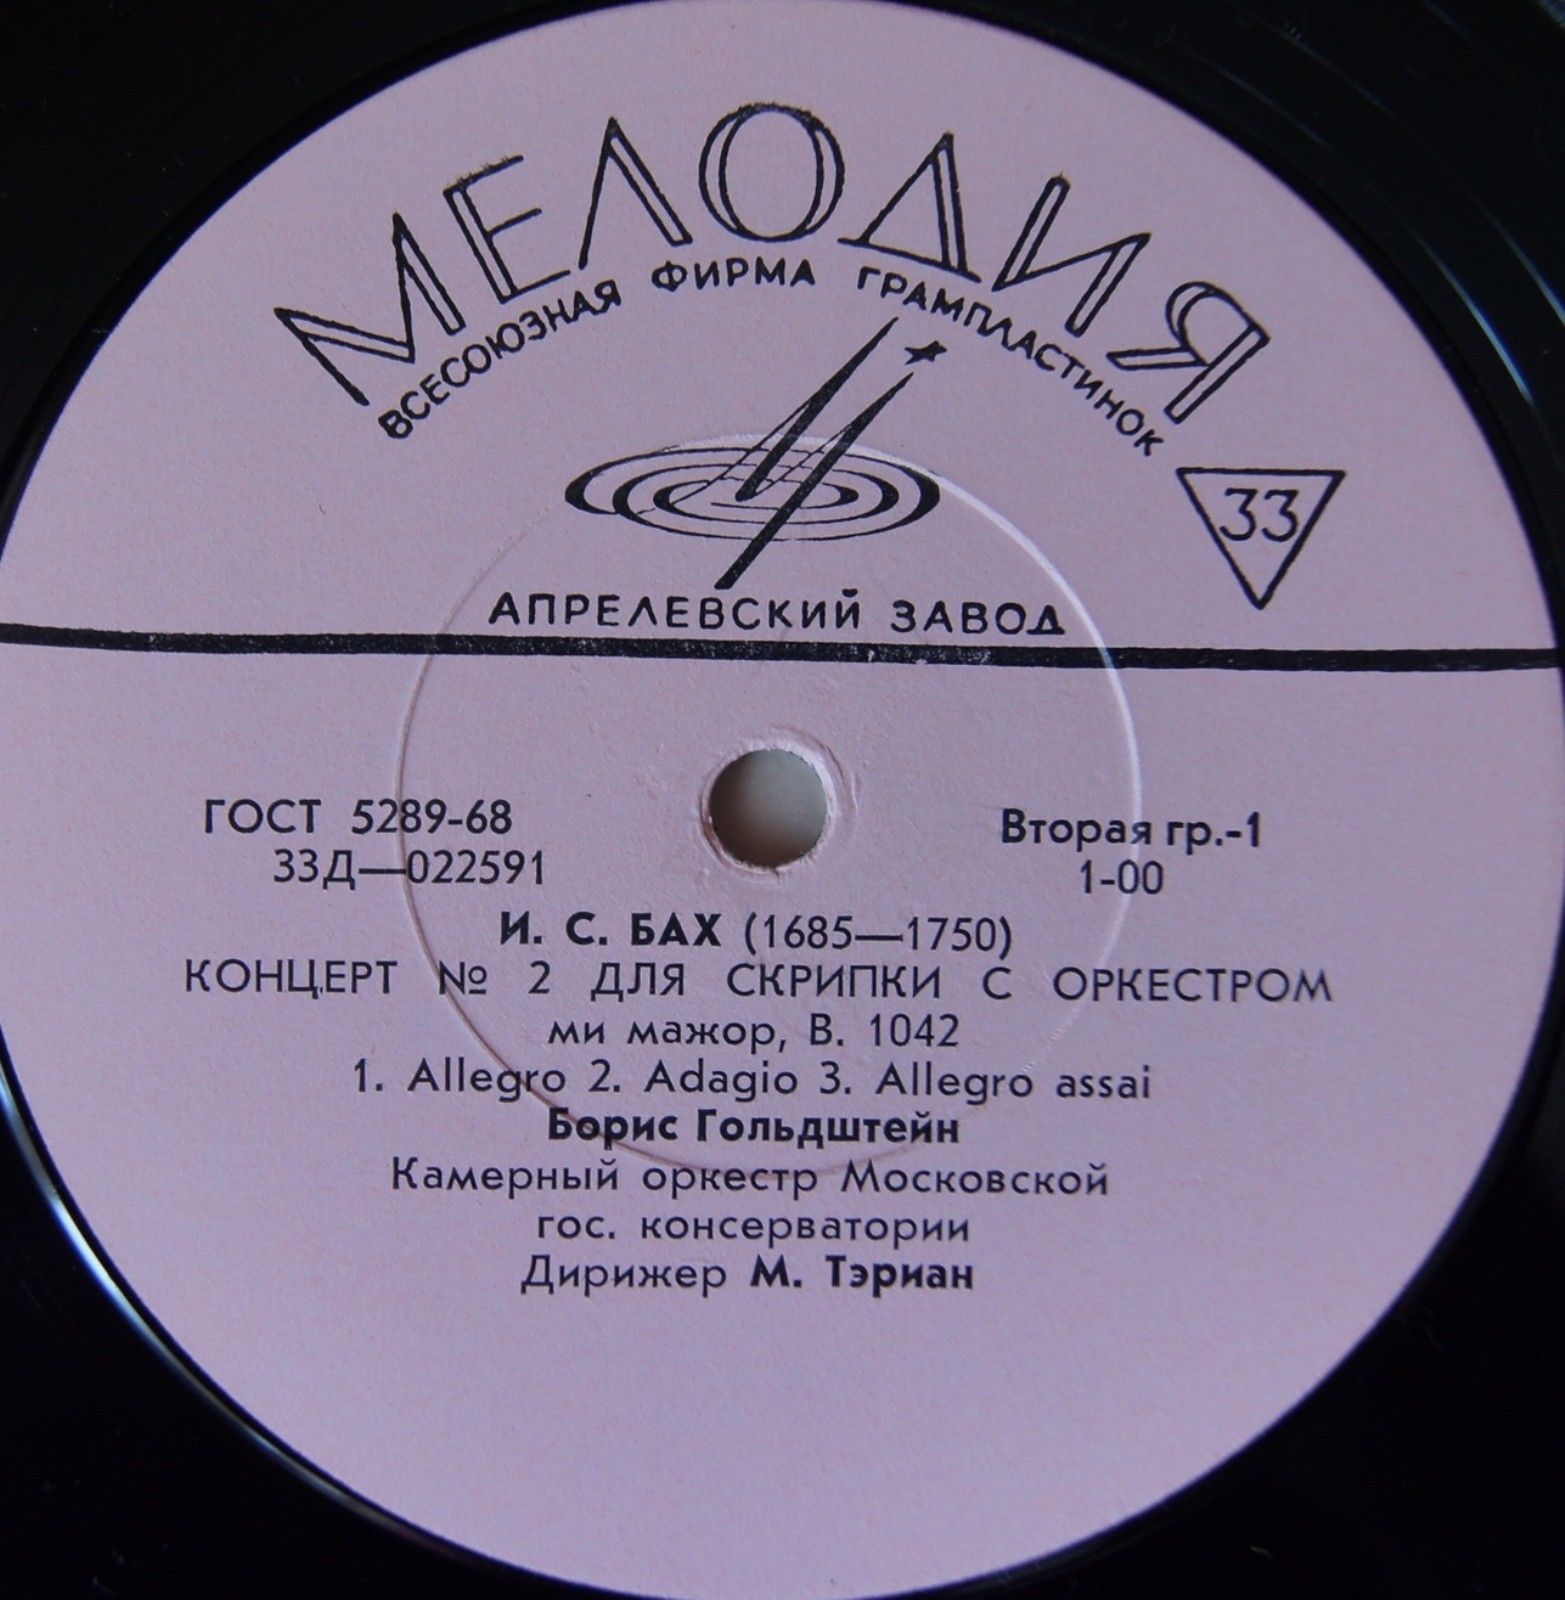 МЕЛОДИЯ
ВСЕСОЮЗНАЯ ФИРМА ГРАМПЛАСТИНОК
33
АПРЕЛЕВСКИЙ ЗАВОД
ГОСТ 5289-68
33Д—022591
Вторая гр.-1
1-00
И. С. БАХ (1685—1750)
КОНЦЕРТ № 2 ДЛЯ СКРИПКИ С ОРКЕСТРОМ
ми мажор, В. 1042
1. Allegro 2. Adagio 3. Allegro assai
Борис Гольдштейн
Камерный оркестр Московской
гос. консерватории
Дирижер М. Тэриан